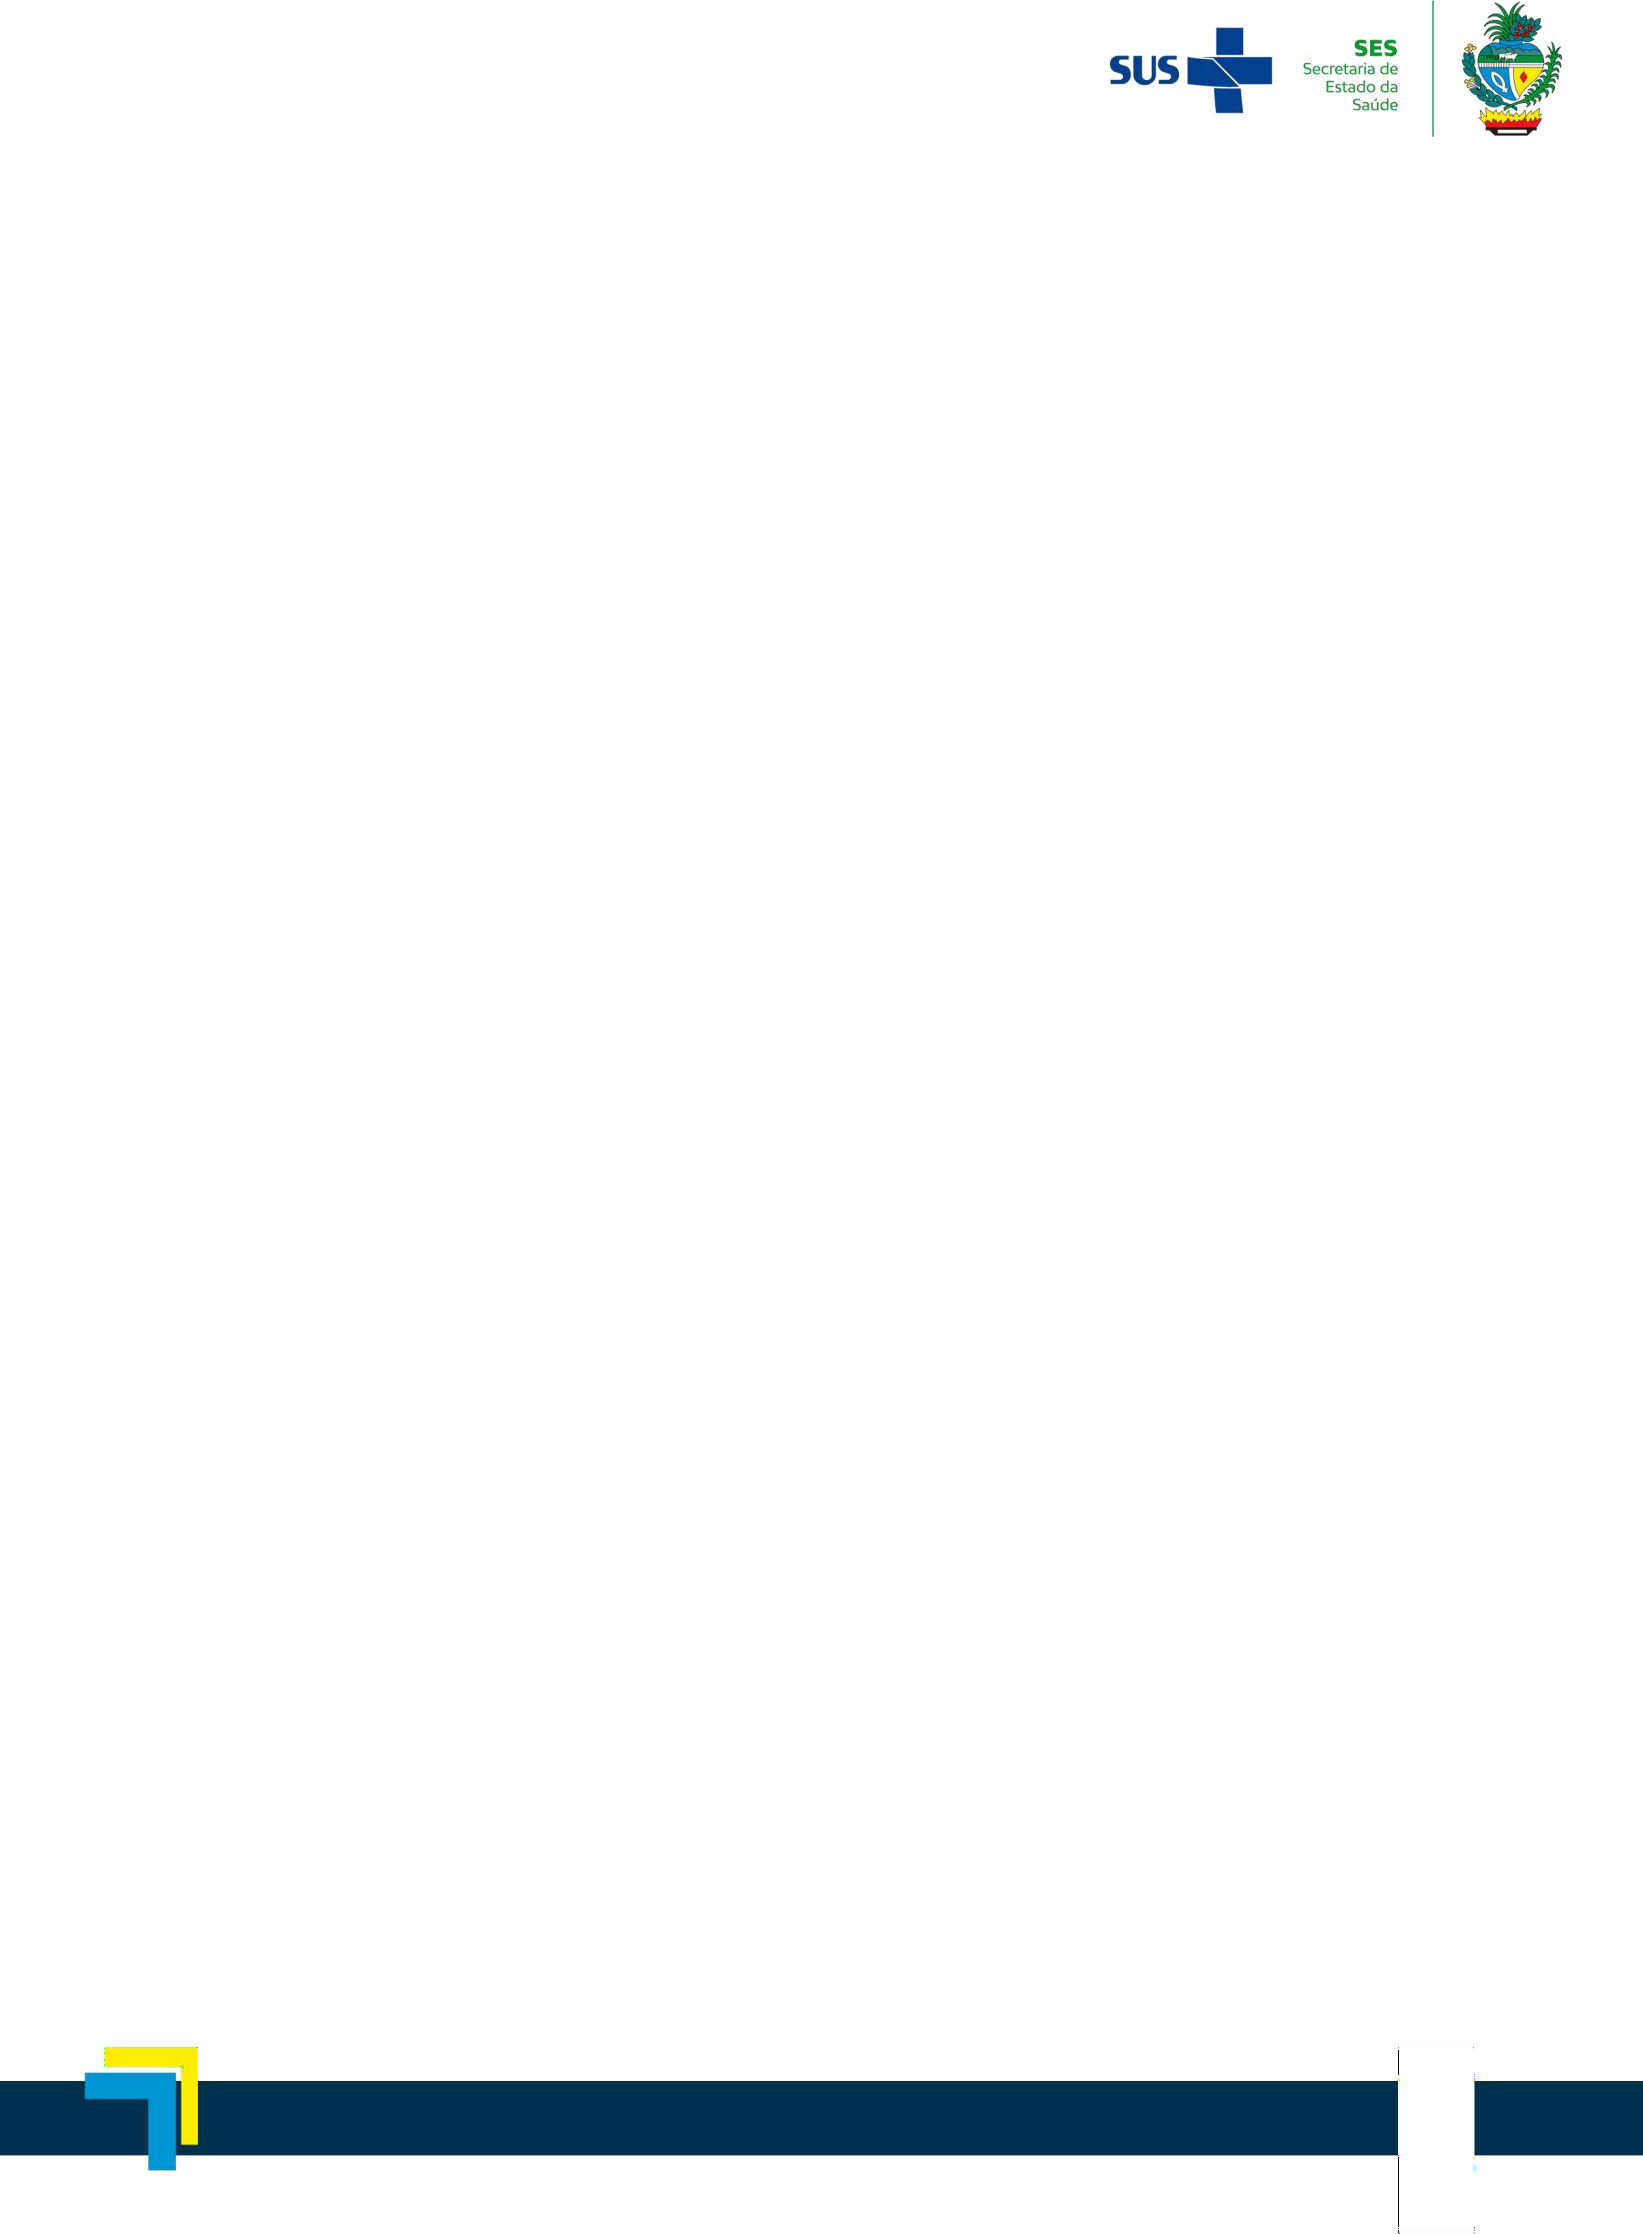 SUS
SES
Secretaria de
Estado da
Saúde